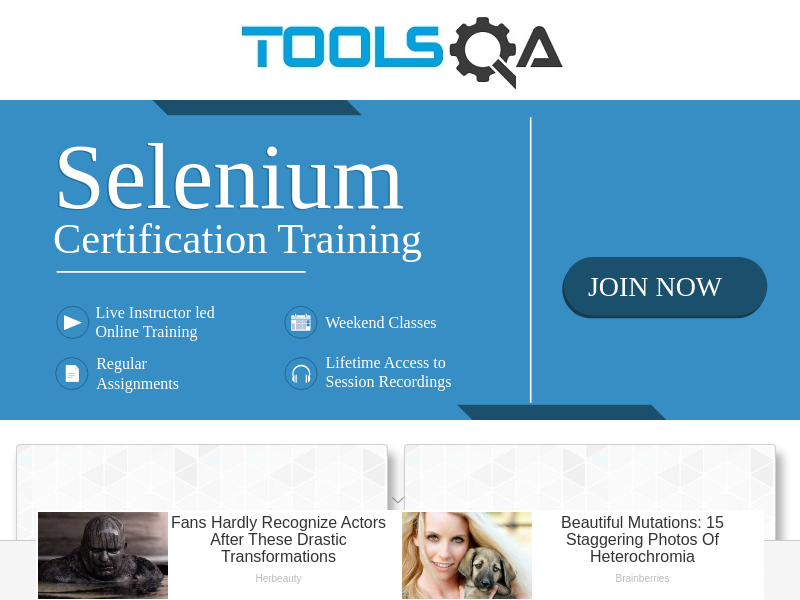 TOOLSQA
Selenium
Certification Training
JOIN NOW
Live Instructor led
Online Training
Weekend Classes
Regular
Assignments
Lifetime Access to
Session Recordings
Fans Hardly Recognize Actors
After These Drastic
Transformations
Herbeauty
Beautiful Mutations: 15
Staggering Photos Of
Heterochromia
Brainberries